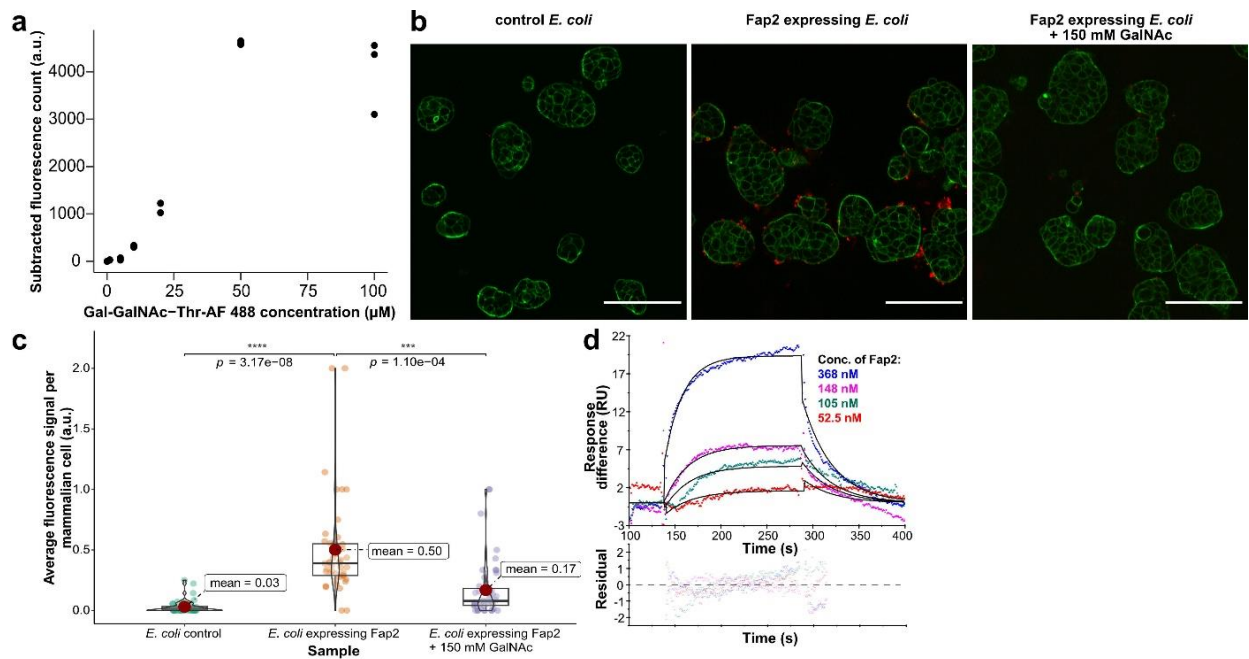 a
Subtracted fluorescence count (a.u.)
4000
3000
2000
1000
0
0
25
50
75
100
Gal-GalNAc−Thr-AF 488 concentration (μM)
b
control E. coli
Fap2 expressing E. coli
Fap2 expressing E. coli
+ 150 mM GalNAc
c
****
p = 3.17e−08
***
p = 1.10e−04
Average fluorescence signal per
mammalian cell (a.u.)
2.0
1.5
1.0
0.5
0.0
mean = 0.03
mean = 0.50
mean = 0.17
E. coli control
E. coli expressing Fap2
E. coli expressing Fap2
+ 150 mM GalNAc
Sample
d
Response
difference (RU)
22
17
12
7
2
-3
Conc. of Fap2:
368 nM
148 nM
105 nM
52.5 nM
100
150
200
250
300
350
400
Time (s)
Residual
2
1
0
-1
-2
Time (s)